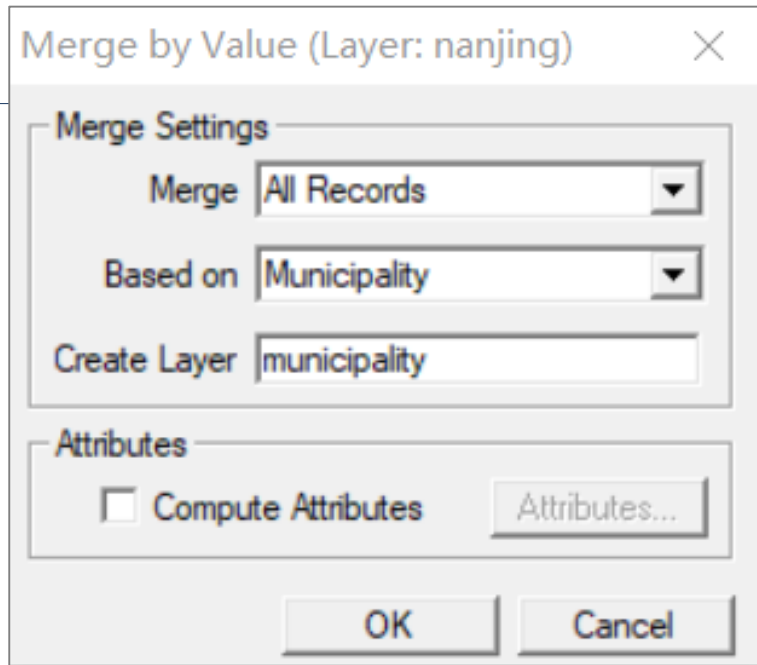 Merge by Value (Layer: nanjing)
Merge Settings
Merge All Records
Based on Municipality
Create Layer municipality
Attributes
Compute Attributes Attributes...
OK Cancel